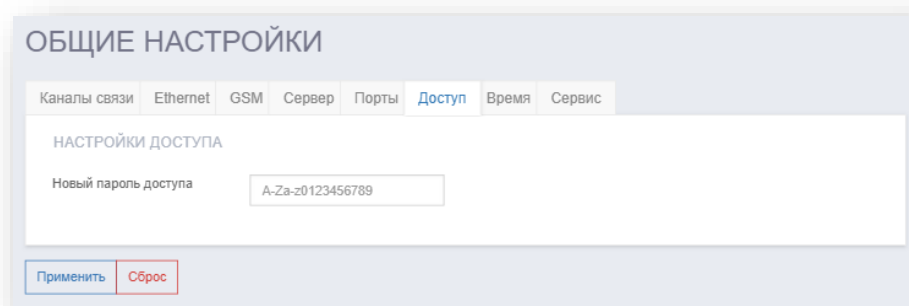 ОБЩИЕ НАСТРОЙКИ
Каналы связи Ethernet GSM Сервер Порты Доступ Время Сервис
НАСТРОЙКИ ДОСТУПА
Новый пароль доступа A-Za-z0123456789
Применить Сброс